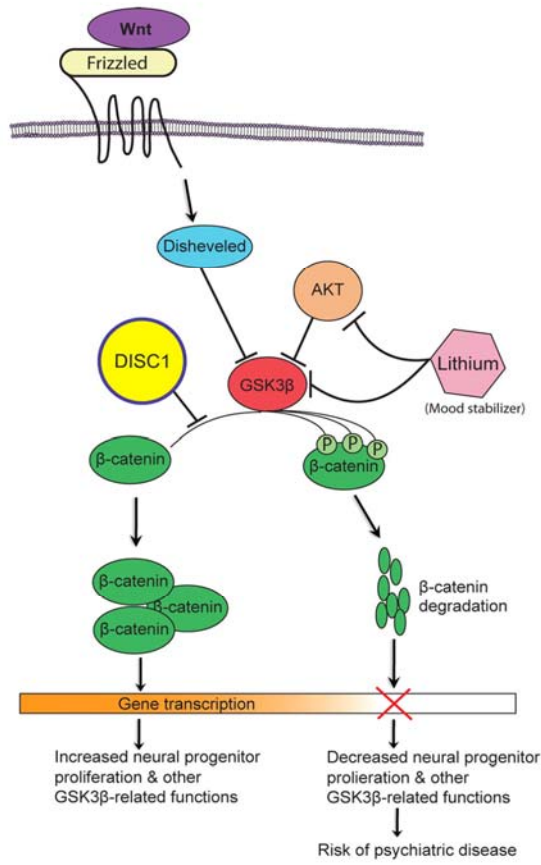 Wnt
Frizzled
Disheveled
AKT
DISC1
GSK3β
Lithium
(Mood stabilizer)
β-catenin
P P P
β-catenin
β-catenin
β-catenin
β-catenin
β-catenin
degradation
Gene transcription
Increased neural progenitor
proliferation & other
GSK3β-related functions
Decreased neural progenitor
prolieration & other
GSK3β-related functions
Risk of psychiatric disease